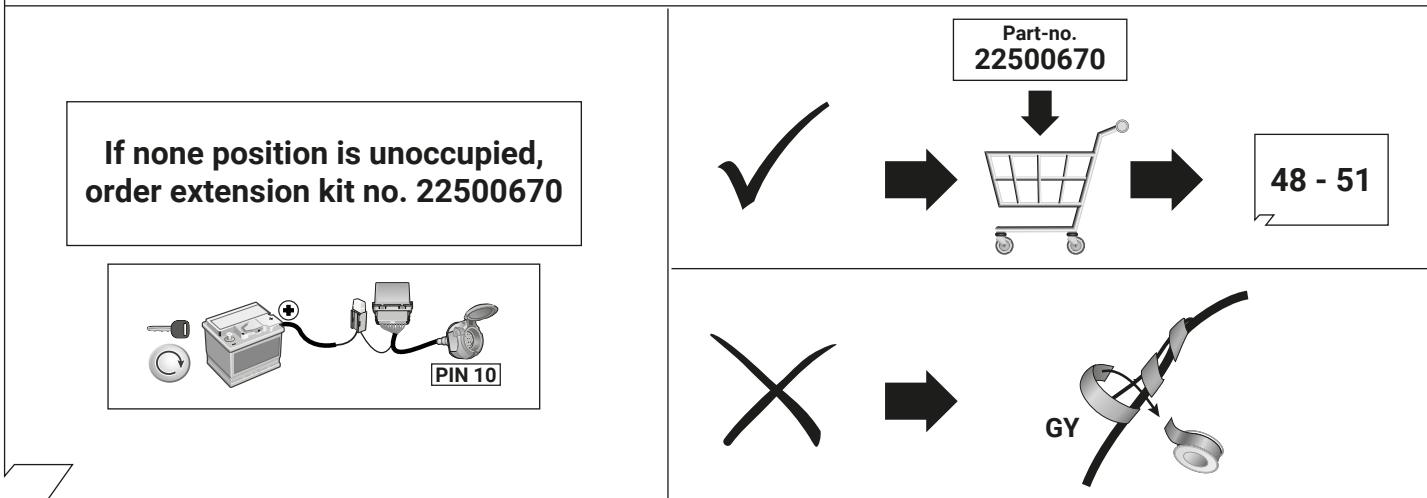 If none position is unoccupied,
order extension kit no. 22500670
PIN 10
Part-no.
22500670
48 - 51
GY